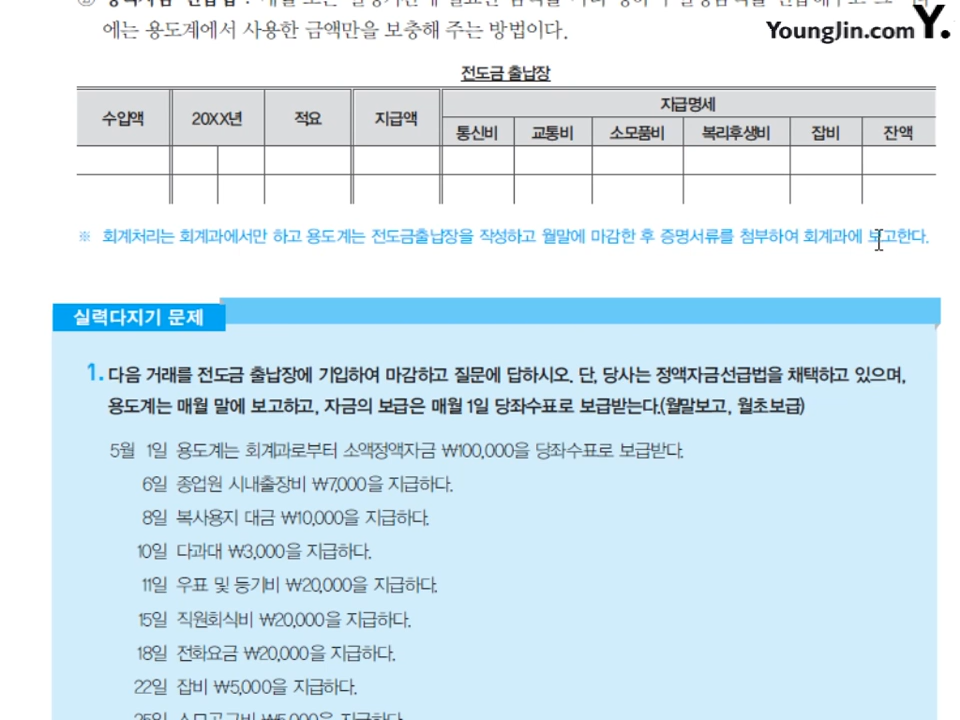 에는 용도계에서 사용한 금액만을 보충해 주는 방법이다.
YoungJin.com Y.
전도금 출납장
수입액 20XX년 적요 지급액 지급명세
통신비 교통비 소모품비 복리후생비 잡비 잔액
※ 회계처리는 회계과에서만 하고 용도계는 전도금출납장을 작성하고 월말에 마감한 후 증명서류를 첨부하여 회계과에 보고한다.
실력다지기 문제
1. 다음 거래를 전도금 출납장에 기입하여 마감하고 질문에 답하시오. 단, 당사는 정액자금선급법을 채택하고 있으며,
용도계는 매월 말에 보고하고, 자금의 보급은 매월 1일 당좌수표로 보급받는다.(월말보고, 월초보급)
5월 1일 용도계는 회계과로부터 소액정액자금 ₩100,000을 당좌수표로 보급받다.
6일 종업원 시내출장비 ₩7,000을 지급하다.
8일 복사용지 대금 ₩10,000을 지급하다.
10일 다과대 ₩3,000을 지급하다.
11일 우표 및 등기비 ₩20,000을 지급하다.
15일 직원회식비 ₩20,000을 지급하다.
18일 전화요금 ₩20,000을 지급하다.
22일 잡비 ₩5,000을 지급하다.